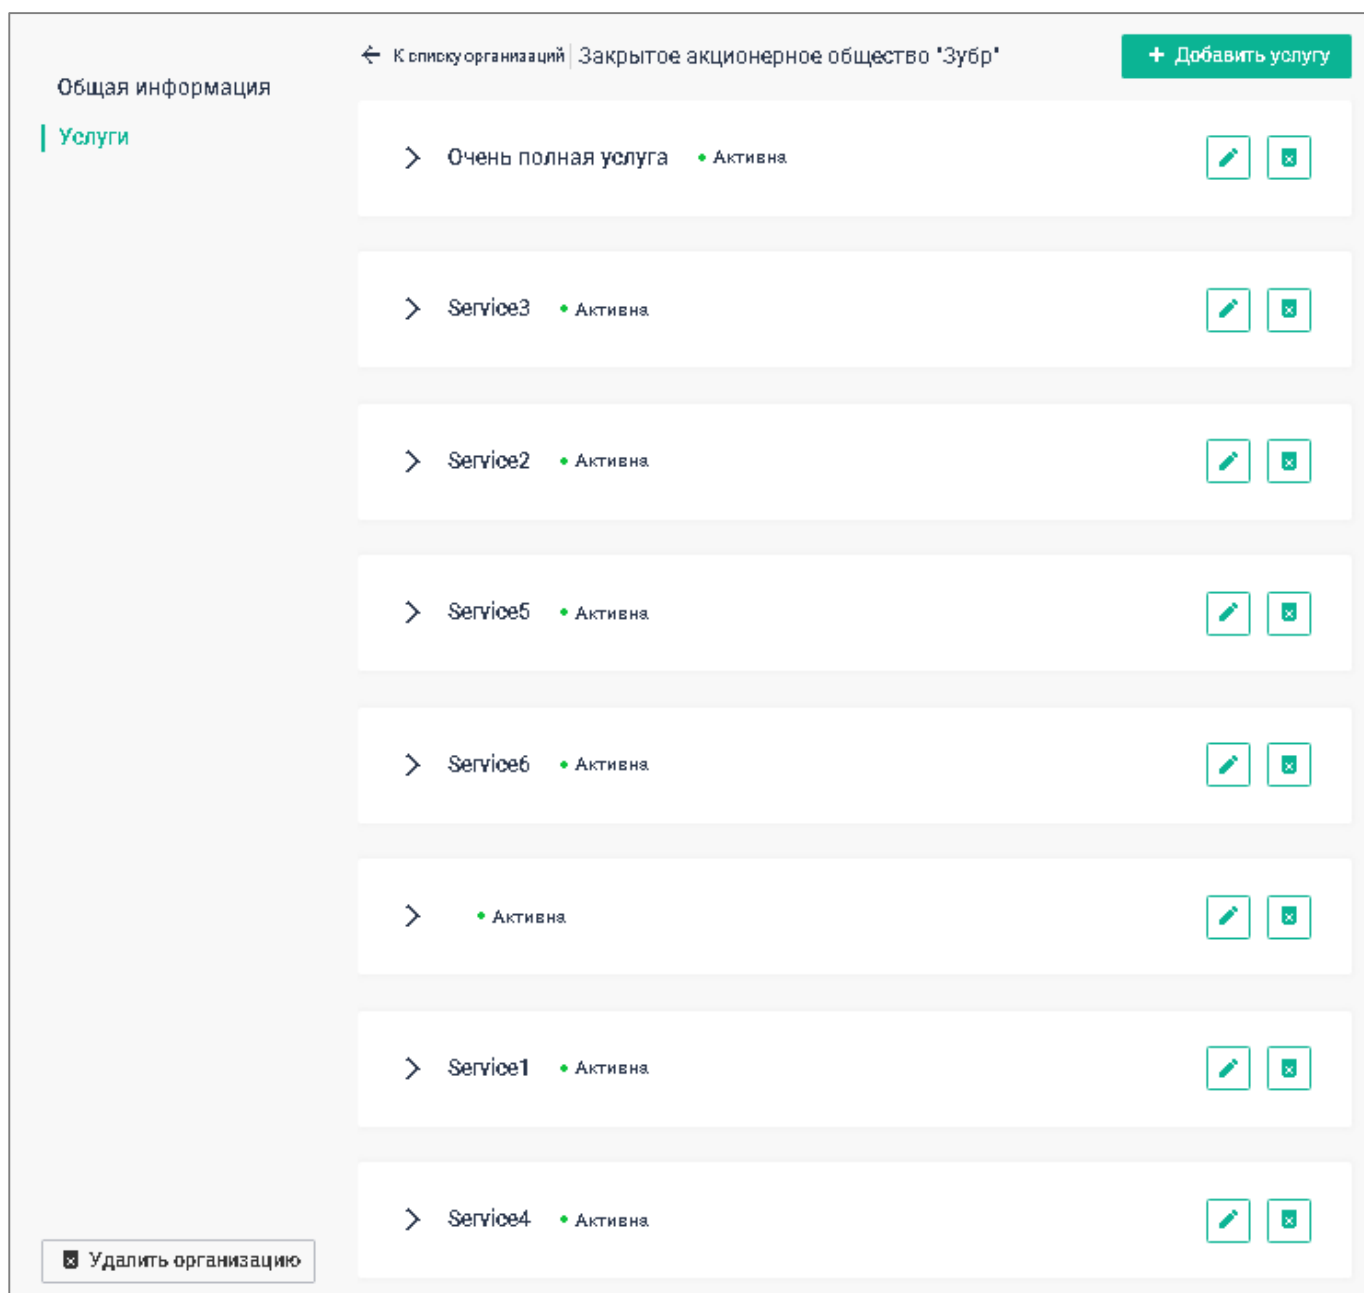 К списку организаций Закрытое акционерное общество "Зубр" + Добавить услугу
Общая информация
Услуги
Очень полная услуга • Активна
Service3 • Активна
Service2 • Активна
Service5 • Активна
Service6 • Активна
• Активна
Service1 • Активна
Service4 • Активна
Удалить организацию